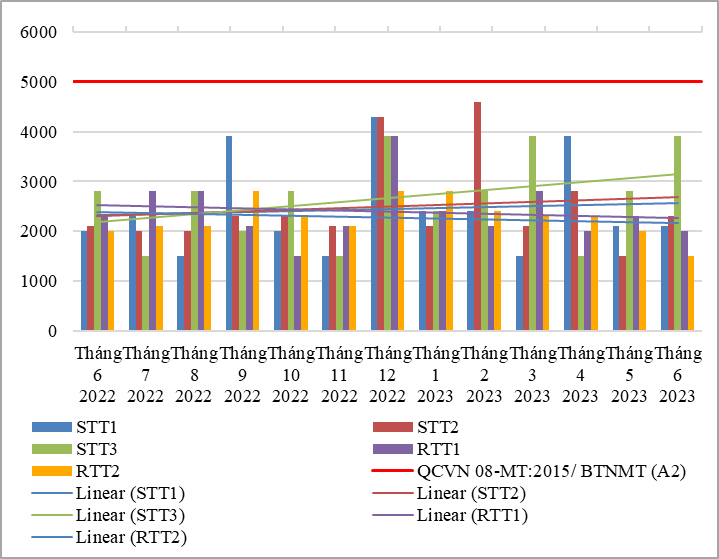 6000
5000
4000
3000
2000
1000
0
Tháng Tháng Tháng Tháng Tháng Tháng Tháng Tháng Tháng Tháng Tháng Tháng Tháng
6 7 8 9 10 11 12 1 2 3 4 5 6
2022 2022 2022 2022 2022 2022 2022 2023 2023 2023 2023 2023 2023
STT1 STT2
STT3 RTT1
RTT2 QCVN 08-MT:2015/ BTNMT (A2)
Linear (STT1) Linear (STT2)
Linear (STT3) Linear (RTT1)
Linear (RTT2)